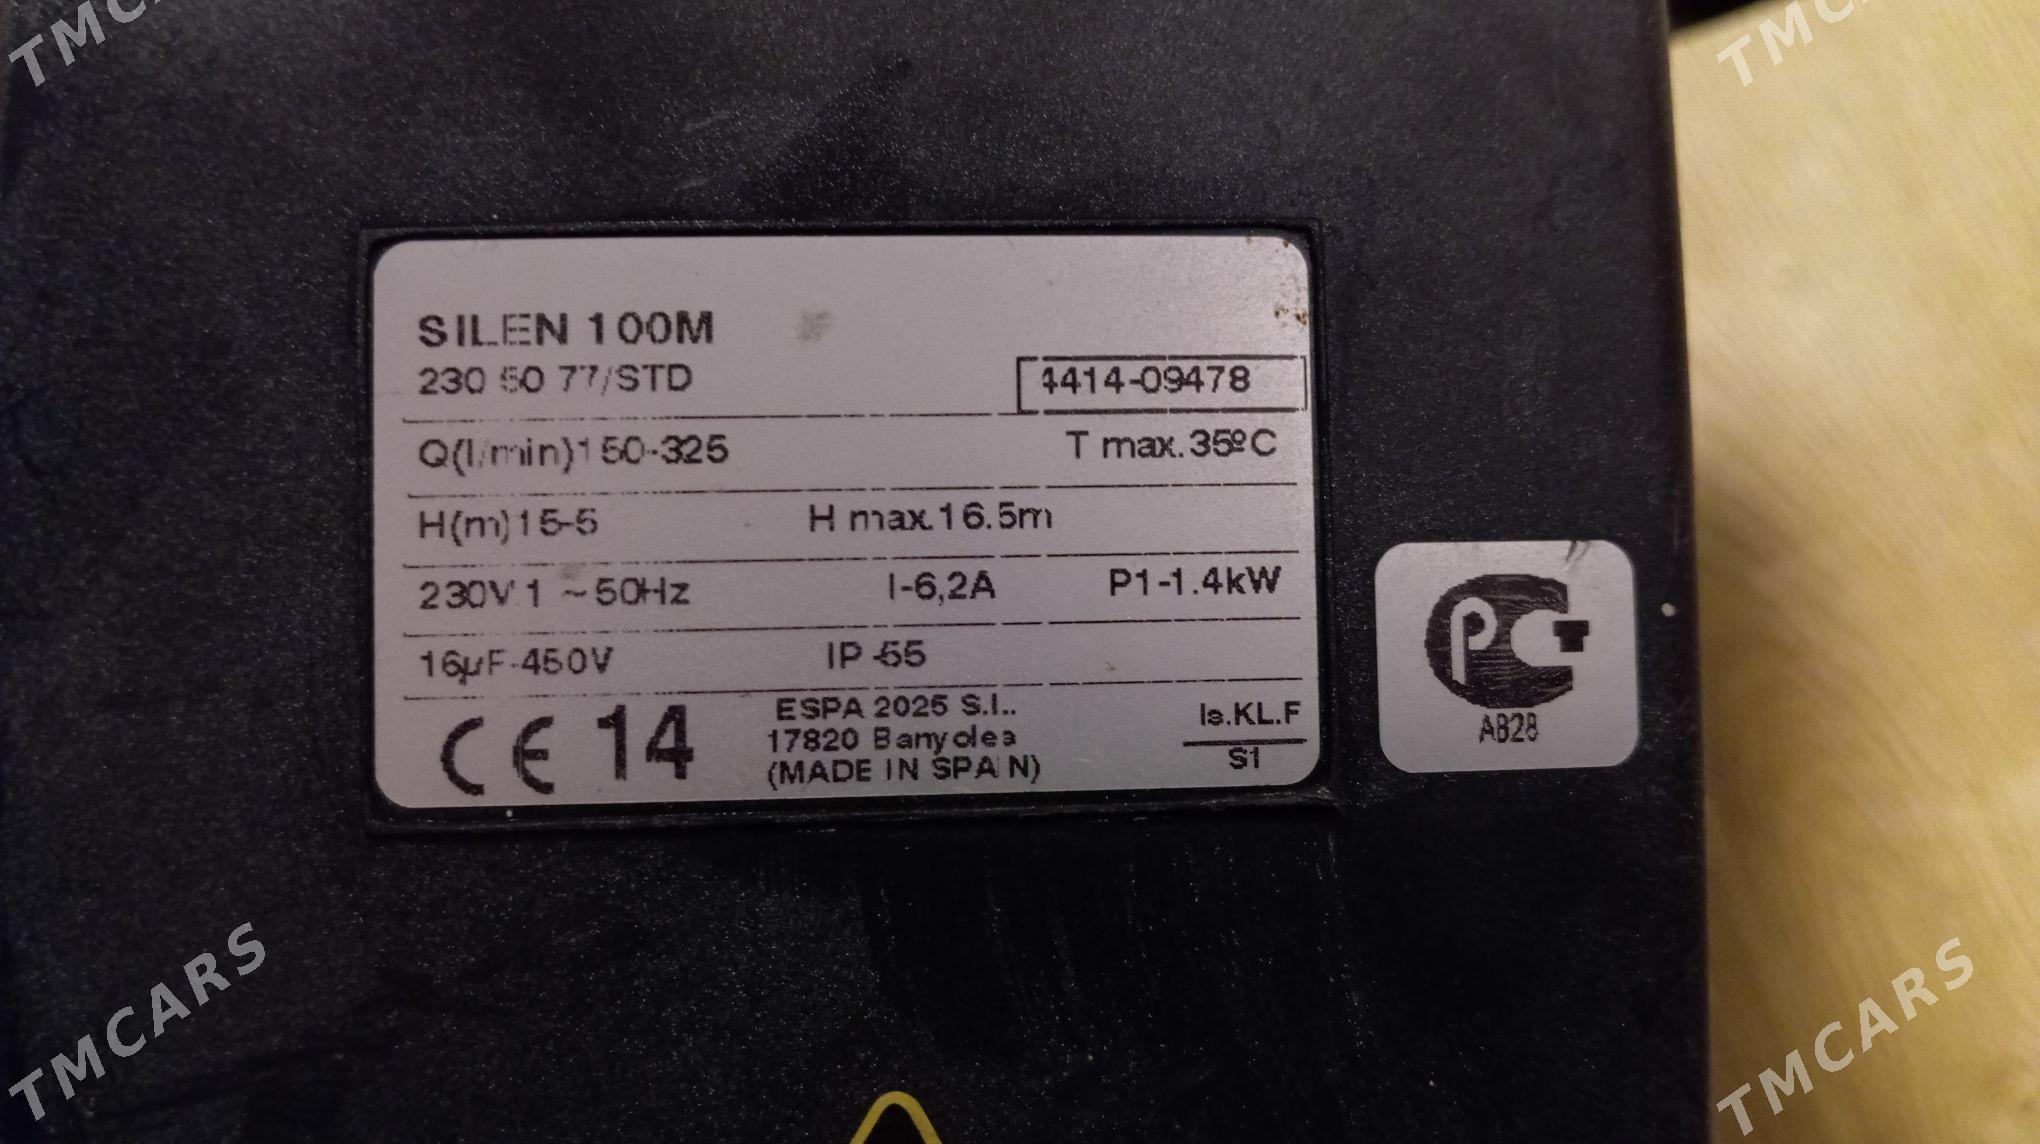 TMCARS
TMCARS
SILEN 100M
230 50 77/STD
4414-09478
Q(l/min)150-325
T max.35ºC
H(m)15-5
H max.16.5m
230V 1 ~50Hz
I-6,2A
P1-1.4kW
16µF-450V
IP-55
CE 14
ESPA 2025 S.l..
17820 Banyoles
(MADE IN SPAIN)
Is.KL.F
S1
PCT
AB28
TMCARS
TMCARS